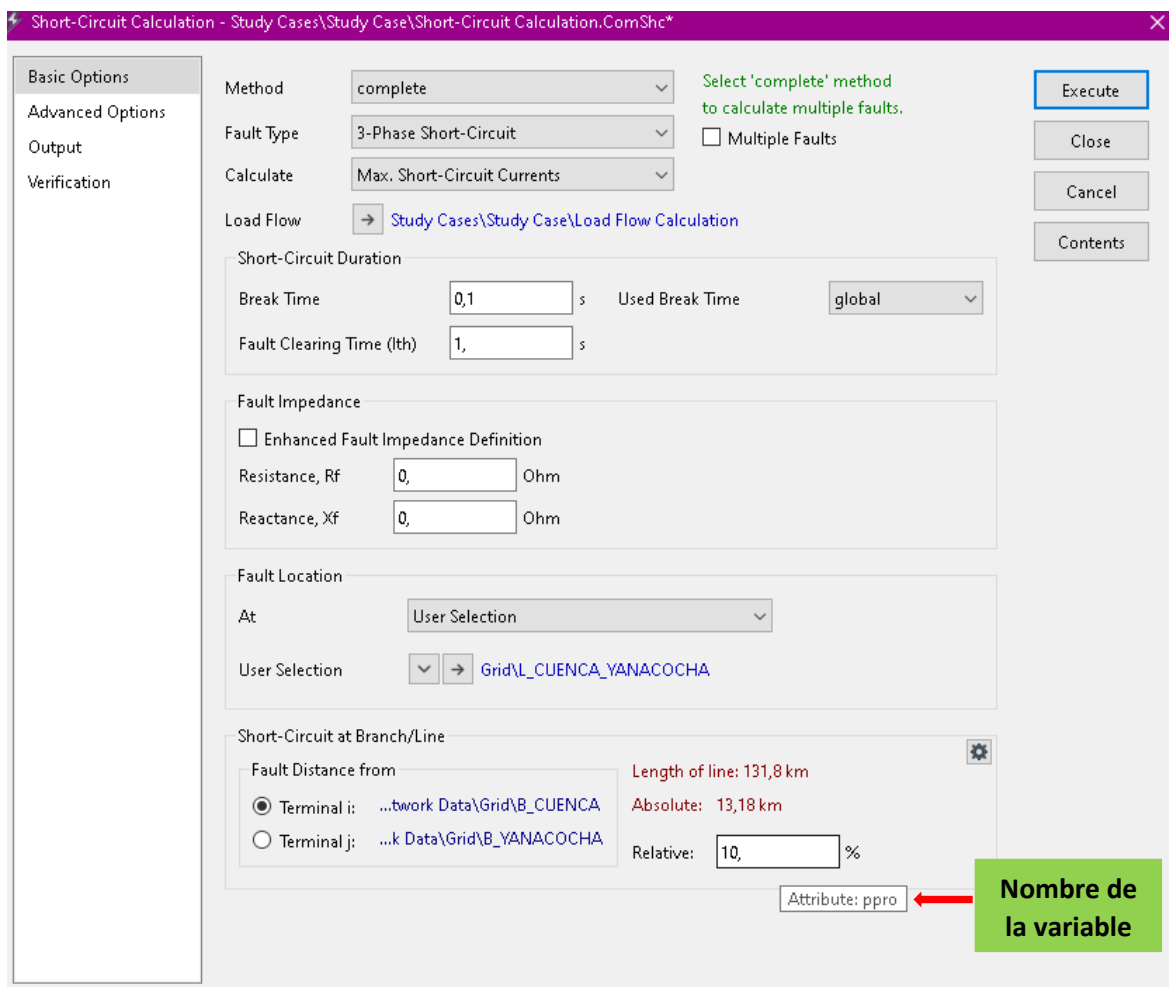 Short-Circuit Calculation - Study Cases\Study Case\Short-Circuit Calculation.ComShc*
Basic Options
Advanced Options
Output
Verification
Method
complete
Select 'complete' method
to calculate multiple faults.
Fault Type
3-Phase Short-Circuit
Multiple Faults
Calculate
Max. Short-Circuit Currents
Load Flow
Study Cases\Study Case\Load Flow Calculation
Execute
Close
Cancel
Contents
Short-Circuit Duration
Break Time
0,1
s
Used Break Time
global
Fault Clearing Time (Ith)
1,
s
Fault Impedance
Enhanced Fault Impedance Definition
Resistance, Rf
0,
Ohm
Reactance, Xf
0,
Ohm
Fault Location
At
User Selection
User Selection
Grid\L_CUENCA_YANACOCHA
Short-Circuit at Branch/Line
Fault Distance from
Terminal i:
...twork Data\Grid\B_CUENCA
Terminal j:
...k Data\Grid\B_YANACOCHA
Length of line: 131,8 km
Absolute: 13,18 km
Relative:
10,
%
Attribute: ppro
Nombre de
la variable